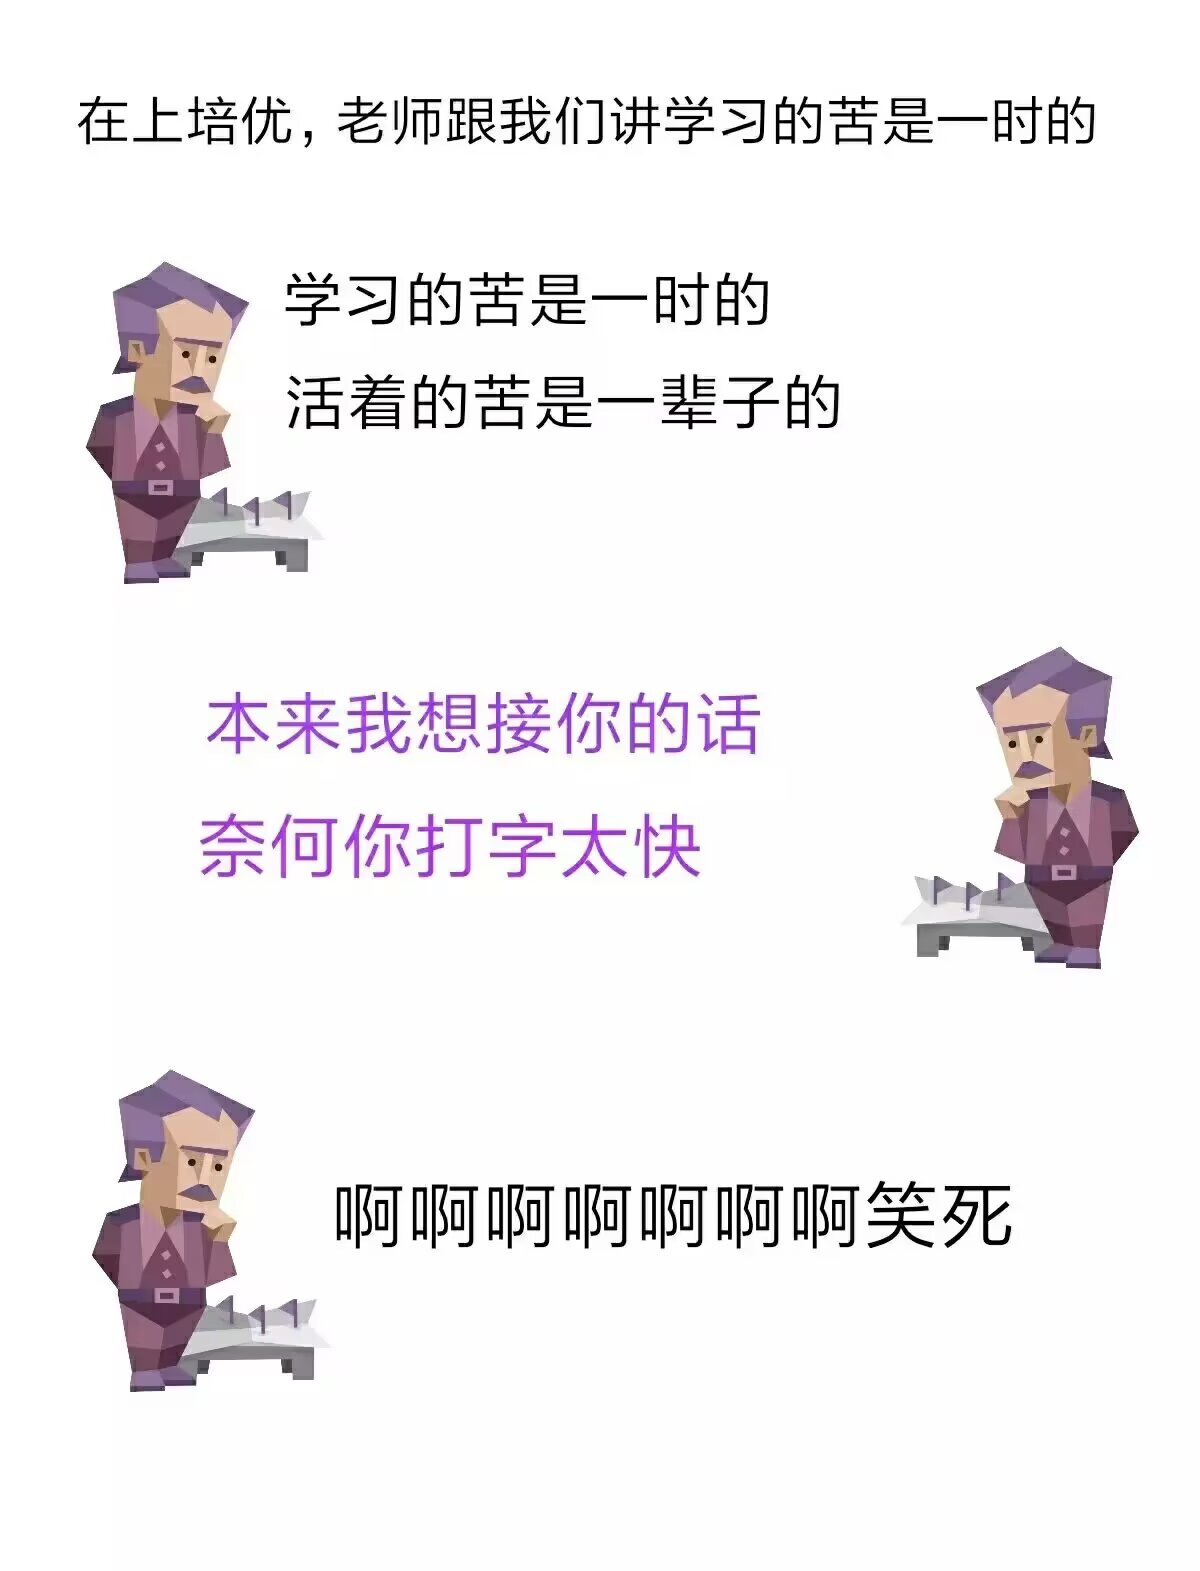 在上培优，老师跟我们讲学习的苦是一时的
学习的苦是一时的
活着的苦是一辈子的
本来我想接你的话
奈何你打字太快
啊啊啊啊啊啊啊笑死